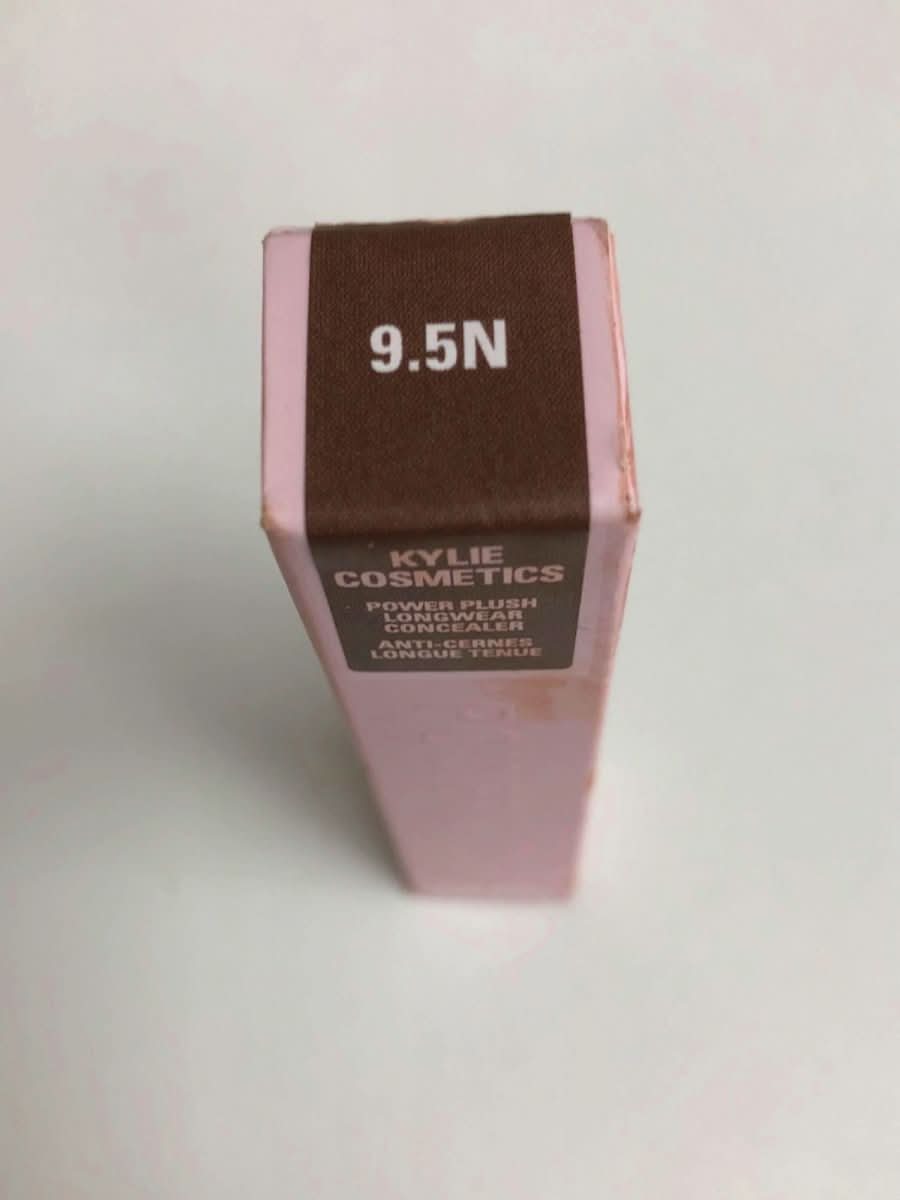 9.5N
KYLIE
COSMETICS
POWER PLUSH
LONGWEAR
CONCEALER
ANTI-CERNES
LONGUE TENUE